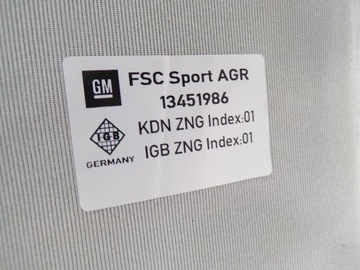 GM FSC Sport AGR
13451986
IGB KDN ZNG Index:01
GERMANY IGB ZNG Index:01